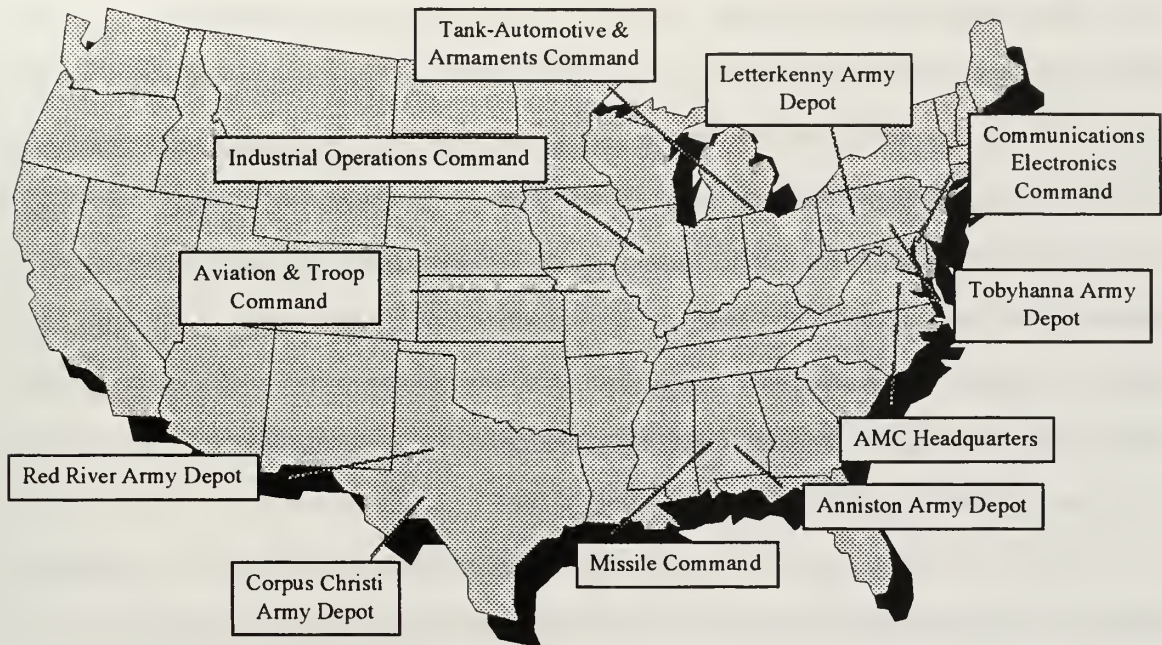 Tank-Automotive &
Armaments Command
Letterkenny Army
Depot
Communications
Electronics
Command
Industrial Operations Command
Aviation & Troop
Command
Tobyhanna Army
Depot
AMC Headquarters
Red River Army Depot
Anniston Army Depot
Missile Command
Corpus Christi
Army Depot